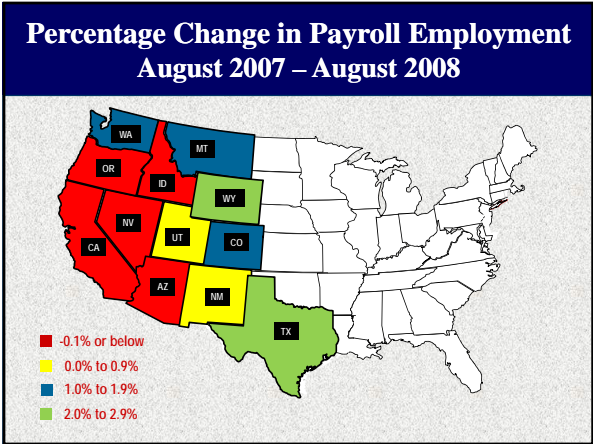 Percentage Change in Payroll Employment
August 2007 – August 2008
WA
MT
OR
ID
WY
NV
UT
CO
CA
AZ
NM
TX
-0.1% or below
0.0% to 0.9%
1.0% to 1.9%
2.0% to 2.9%